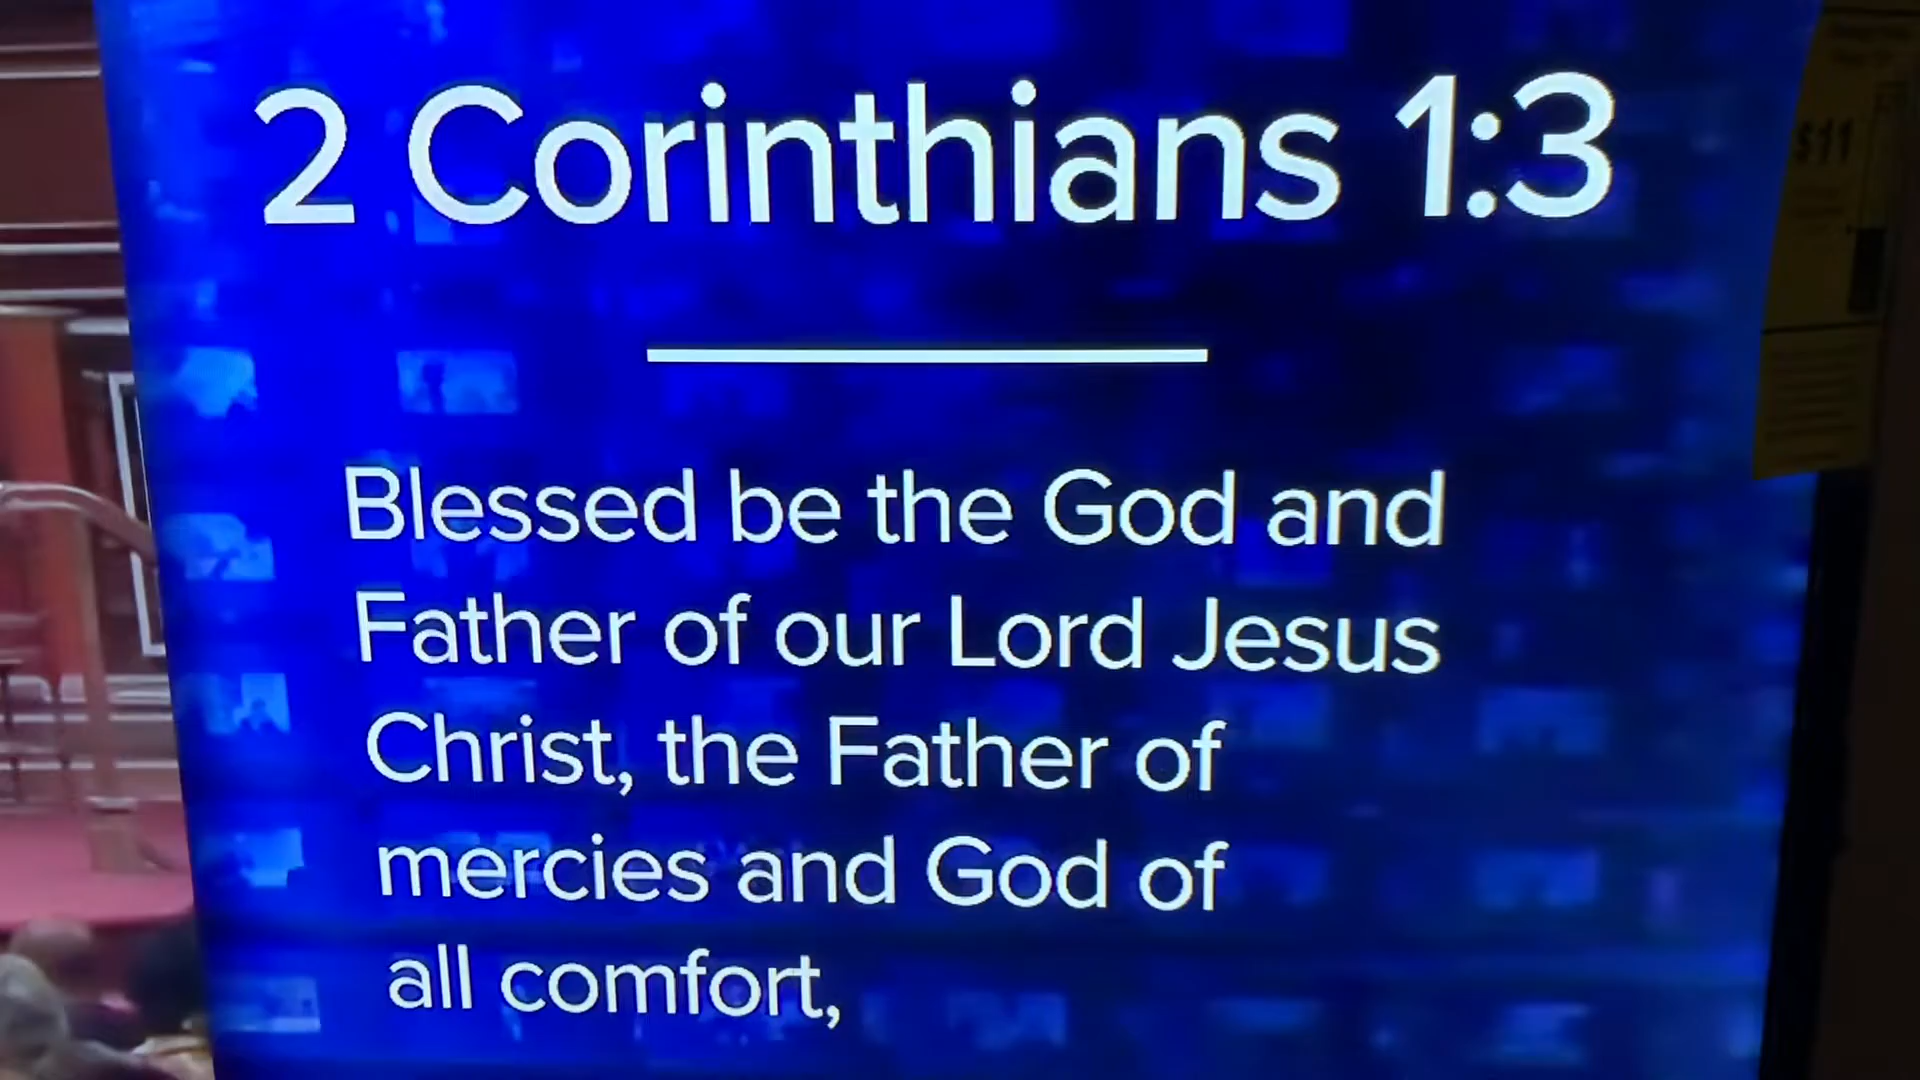 2 Corinthians 1:3
Blessed be the God and
Father of our Lord Jesus
Christ, the Father of
mercies and God of
all comfort,
$11